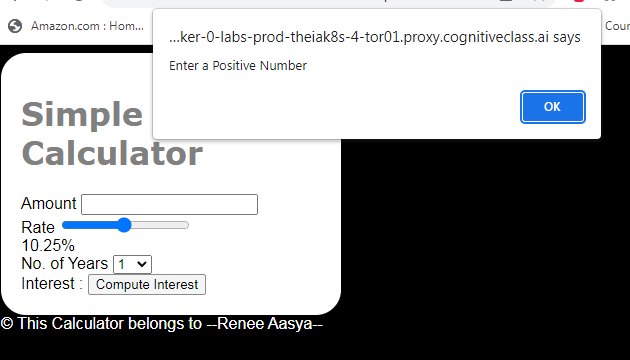 Amazon.com : Hom...
...ker-0-labs-prod-theiak8s-4-tor01.proxy.cognitiveclass.ai says
Cour
Enter a Positive Number
OK
Simple
Calculator
Amount
Rate
10.25%
No. of Years 1
Interest : Compute Interest
© This Calculator belongs to --Renee Aasya--